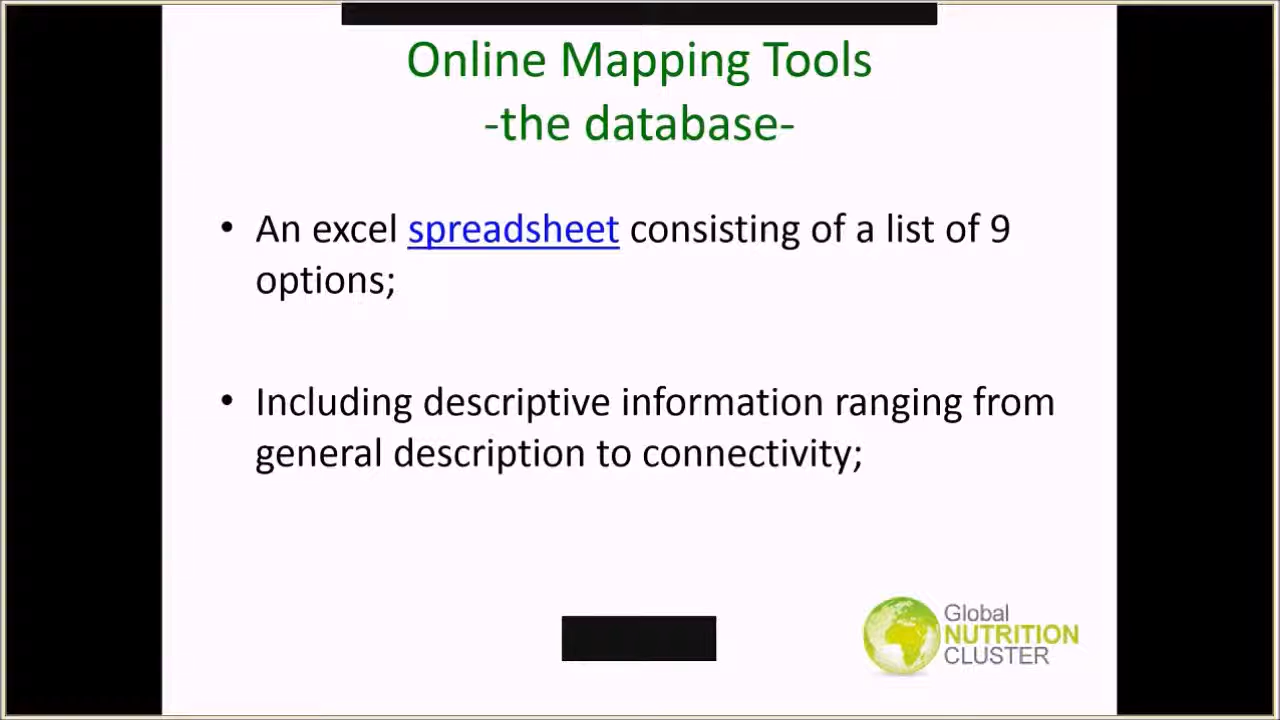 Online Mapping Tools
-the database-
• An excel spreadsheet consisting of a list of 9
options;
• Including descriptive information ranging from
general description to connectivity;
Global
NUTRITION
CLUSTER